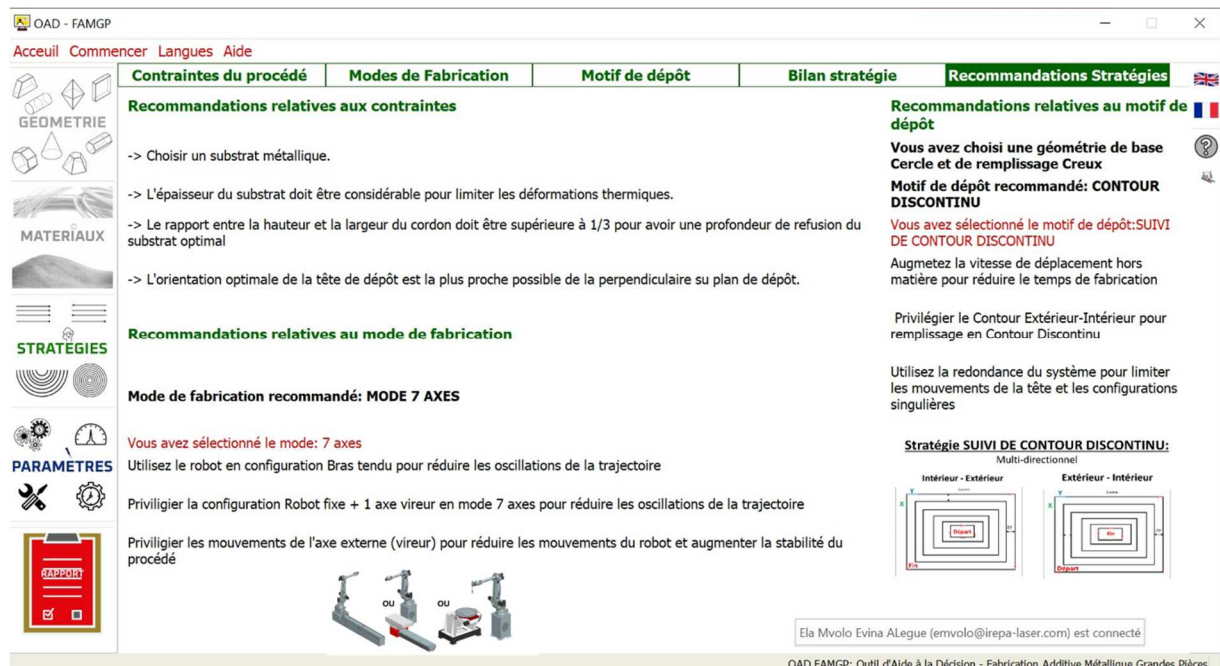 OAD - FAMGP
Acceuil Commencer Langues Aide
Contraintes du procédé
Modes de Fabrication
Motif de dépôt
Bilan stratégie
Recommandations Stratégies
GEOMETRIE
MATERIAUX
STRATEGIES
PARAMETRES
RAPPORT
Recommandations relatives aux contraintes
-> Choisir un substrat métallique.
-> L'épaisseur du substrat doit être considérable pour limiter les déformations thermiques.
-> Le rapport entre la hauteur et la largeur du cordon doit être supérieure à 1/3 pour avoir une profondeur de refusion du
substrat optimal
-> L'orientation optimale de la tête de dépôt est la plus proche possible de la perpendiculaire su plan de dépôt.
Recommandations relatives au mode de fabrication
Mode de fabrication recommandé: MODE 7 AXES
Vous avez sélectionné le mode: 7 axes
Utilisez le robot en configuration Bras tendu pour réduire les oscillations de la trajectoire
Priviligier la configuration Robot fixe + 1 axe vireur en mode 7 axes pour réduire les oscillations de la trajectoire
Priviligier les mouvements de l'axe externe (vireur) pour réduire les mouvements du robot et augmenter la stabilité du
procédé
ou
ou
Recommandations relatives au motif de
dépôt
Vous avez choisi une géométrie de base
Cercle et de remplissage Creux
Motif de dépôt recommandé: CONTOUR
DISCONTINU
Vous avez sélectionné le motif de dépôt:SUIVI
DE CONTOUR DISCONTINU
Augmetez la vitesse de déplacement hors
matière pour réduire le temps de fabrication
Privilégier le Contour Extérieur-Intérieur pour
remplissage en Contour Discontinu
Utilisez la redondance du système pour limiter
les mouvements de la tête et les configurations
singulières
Stratégie SUIVI DE CONTOUR DISCONTINU:
Multi-directionnel
Intérieur - Extérieur
Extérieur - Intérieur
Y
X
Départ
Fin
Y
X
Fin
Départ
Ela Mvolo Evina ALegue (emvolo@irepa-laser.com) est connecté
OAD FAMGP: Outil d'Aide à la Décision - Fabrication Additive Métallique Grandes Pièces